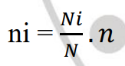 ni = Ni/N . n